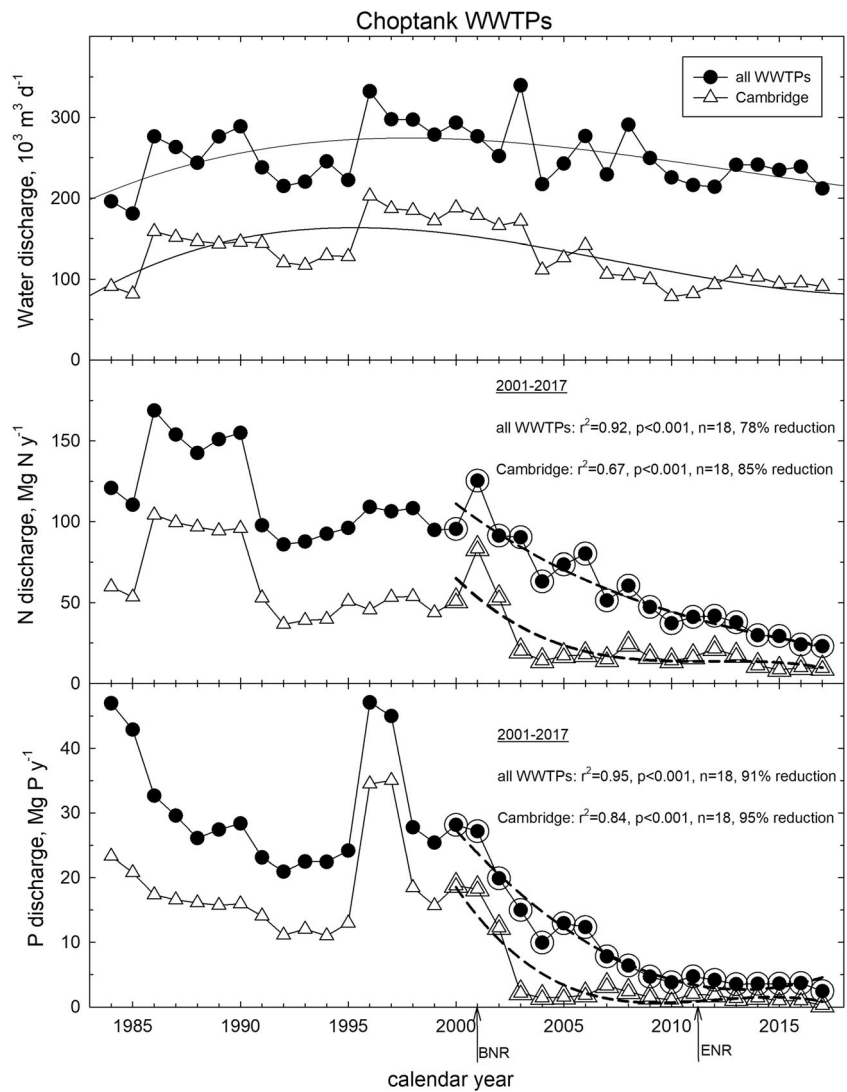 Choptank WWTPs
Water discharge, 10³ m³ d⁻¹
300
200
100
0
all WWTPs
Cambridge
N discharge, Mg N y⁻¹
150
100
50
0
2001-2017
all WWTPs: r²=0.92, p<0.001, n=18, 78% reduction
Cambridge: r²=0.67, p<0.001, n=18, 85% reduction
P discharge, Mg P y⁻¹
40
30
20
10
0
2001-2017
all WWTPs: r²=0.95, p<0.001, n=18, 91% reduction
Cambridge: r²=0.84, p<0.001, n=18, 95% reduction
1985 1990 1995 2000 2005 2010 2015
BNR ENR
calendar year